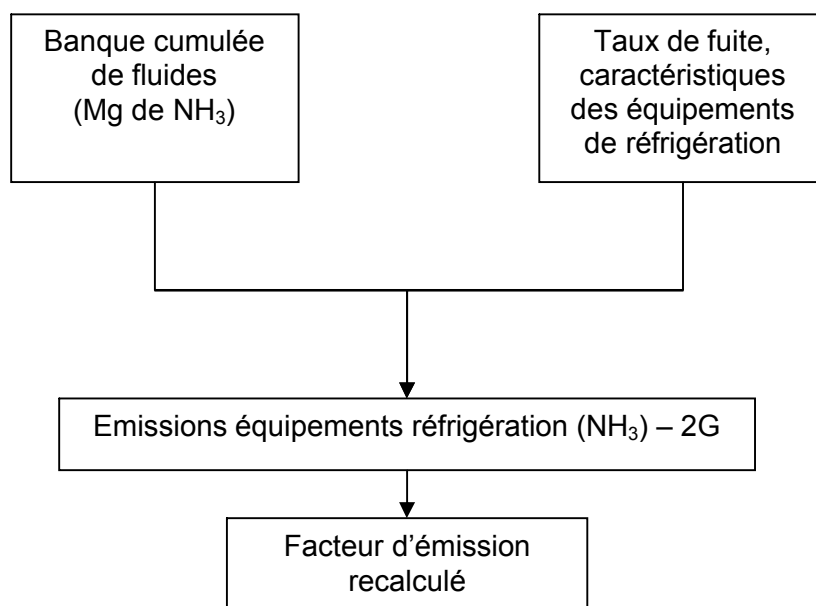 Banque cumulée
de fluides
(Mg de NH₃)
Taux de fuite,
caractéristiques
des équipements
de réfrigération
Emissions équipements réfrigération (NH₃) – 2G
Facteur d’émission
recalculé